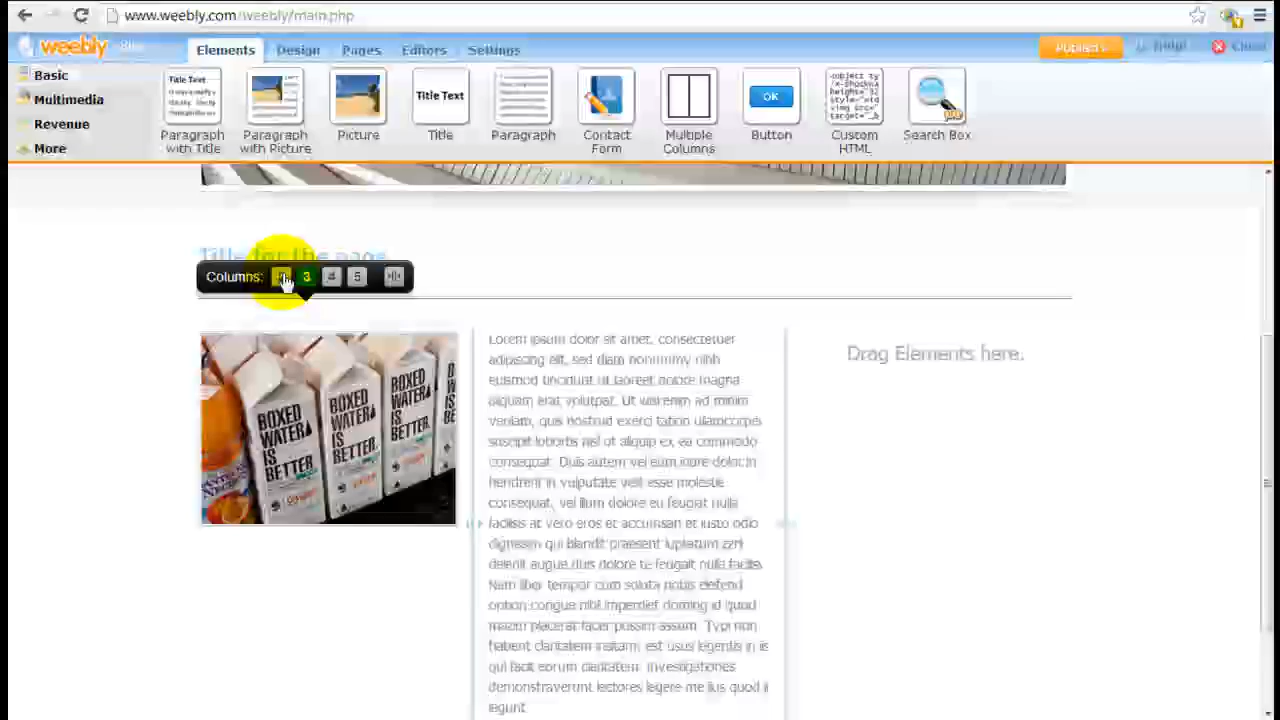 www.weebly.com/weebly/main.php
weebly
Elements
Design
Pages
Editors
Settings
Publish
Help
Close
Basic
Multimedia
Revenue
More
Title Text
Paragraph
with Title
Paragraph
with Picture
Picture
Title Text
Title
Paragraph
Contact
Form
Multiple
Columns
OK
Button
Custom
HTML
Search Box
Title for the page
Columns: 2 3 4 5
BOXED WATER IS BETTER.
BOXED WATER IS BETTER.
BOXED WATER IS BETTER.
Lorem ipsum dolor sit amet, consectetuer
adipiscing elit, sed diam nonummy nibh
euismod tincidunt ut laoreet dolore magna
aliquam erat volutpat. Ut wisi enim ad minim
veniam, quis nostrud exerci tation ullamcorper
suscipit lobortis nisl ut aliquip ex ea commodo
consequat. Duis autem vel eum iriure dolor in
hendrerit in vulputate velit esse molestie
consequat, vel illum dolore eu feugiat nulla
facilisis at vero eros et accumsan et iusto odio
dignissim qui blandit praesent luptatum zzril
delenit augue duis dolore te feugait nulla facilisi.
Nam liber tempor cum soluta nobis eleifend
option congue nihil imperdiet doming id quod
mazim placerat facer possim assum. Typi non
habent claritatem insitam; est usus legentis in iis
qui facit eorum claritatem. Investigationes
demonstraverunt lectores legere me lius quod ii
legunt
Drag Elements here.